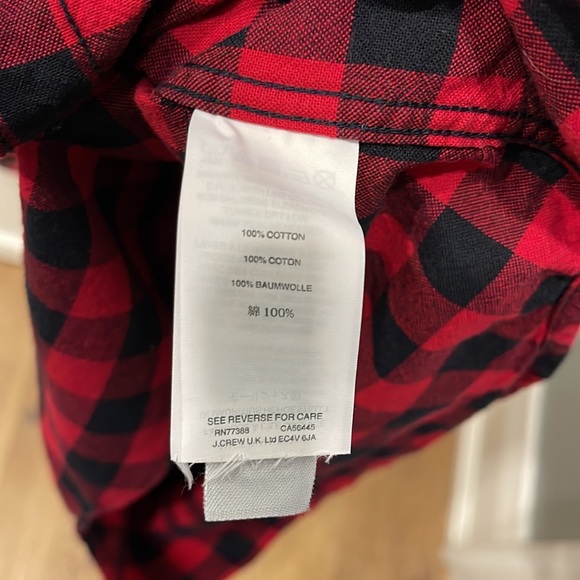 100% COTTON
100% COTON
100% BAUMWOLLE
綿 100%
SEE REVERSE FOR CARE
RN77388 CA56445
J.CREW U.K. Ltd EC4V 6JA